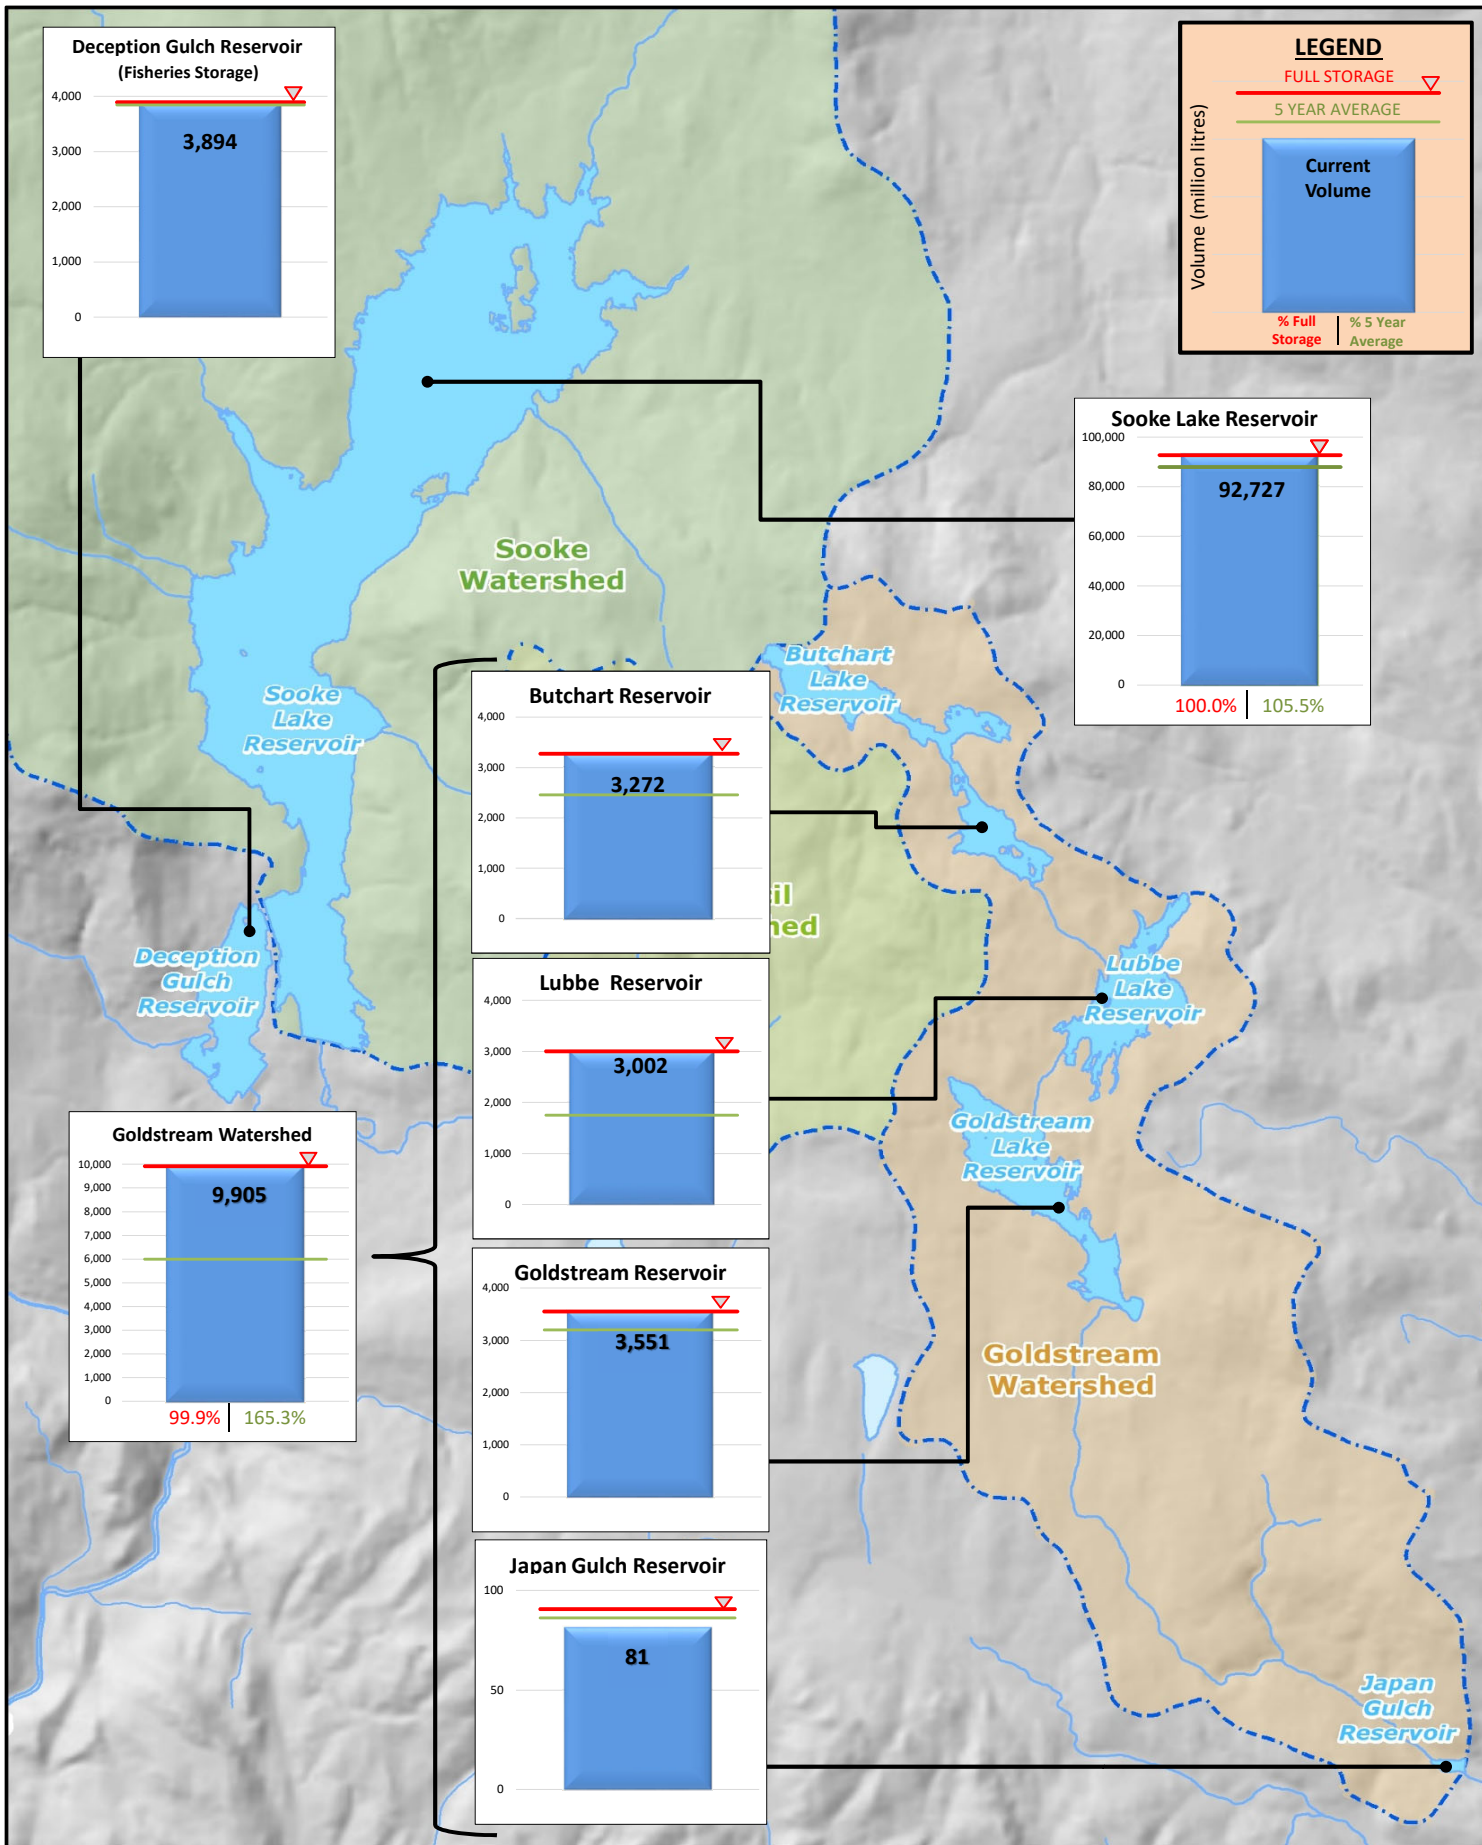 Deception Gulch Reservoir
(Fisheries Storage)
4,000
3,000
2,000
1,000
0
3,894
LEGEND
FULL STORAGE
5 YEAR AVERAGE
Volume (million litres)
Current
Volume
% Full
Storage
% 5 Year
Average
Sooke Lake Reservoir
100,000
80,000
60,000
40,000
20,000
0
92,727
100.0%
105.5%
Sooke
Watershed
Sooke
Lake
Reservoir
Butchart
Lake
Reservoir
Butchart Reservoir
4,000
3,000
2,000
1,000
0
3,272
Deception
Gulch
Reservoir
Lubbe
Lake
Reservoir
Lubbe Reservoir
4,000
3,000
2,000
1,000
0
3,002
Goldstream
Lake
Reservoir
Goldstream Watershed
10,000
9,000
8,000
7,000
6,000
5,000
4,000
3,000
2,000
1,000
0
9,905
99.9%
165.3%
Goldstream Reservoir
4,000
3,000
2,000
1,000
0
3,551
Goldstream
Watershed
Japan Gulch Reservoir
100
50
0
81
Japan
Gulch
Reservoir